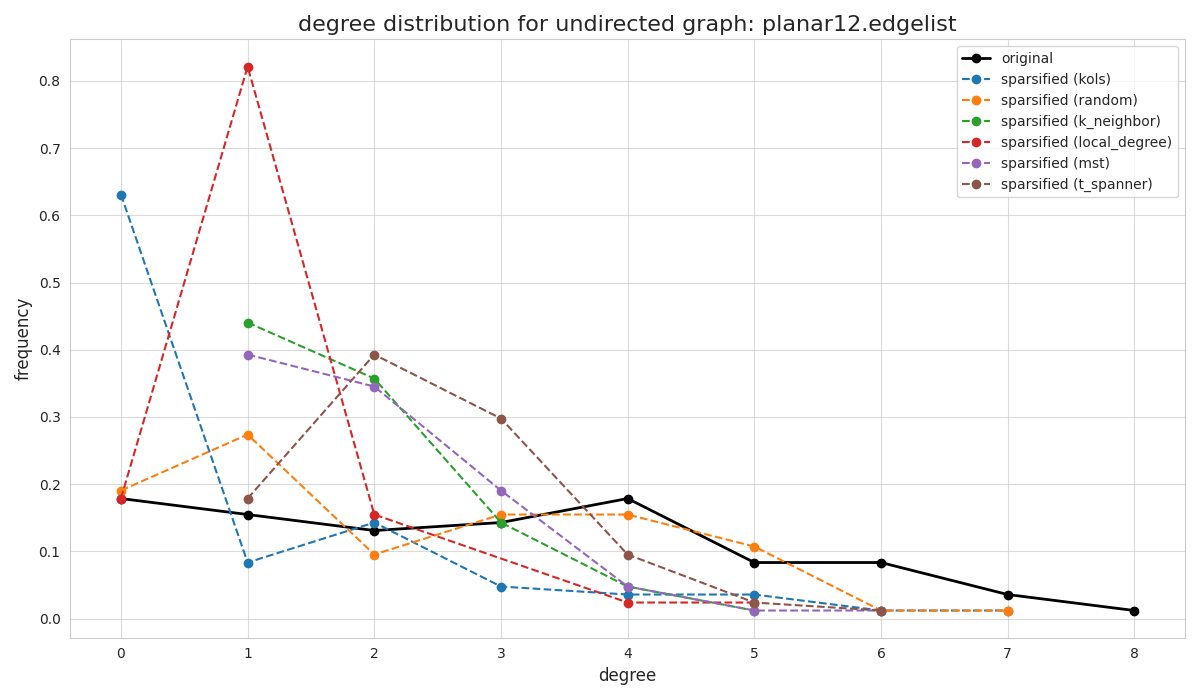 degree distribution for undirected graph: planar12.edgelist
original
sparsified (kols)
sparsified (random)
sparsified (k_neighbor)
sparsified (local_degree)
sparsified (mst)
sparsified (t_spanner)
frequency
0.8
0.7
0.6
0.5
0.4
0.3
0.2
0.1
0.0
0 1 2 3 4 5 6 7 8
degree